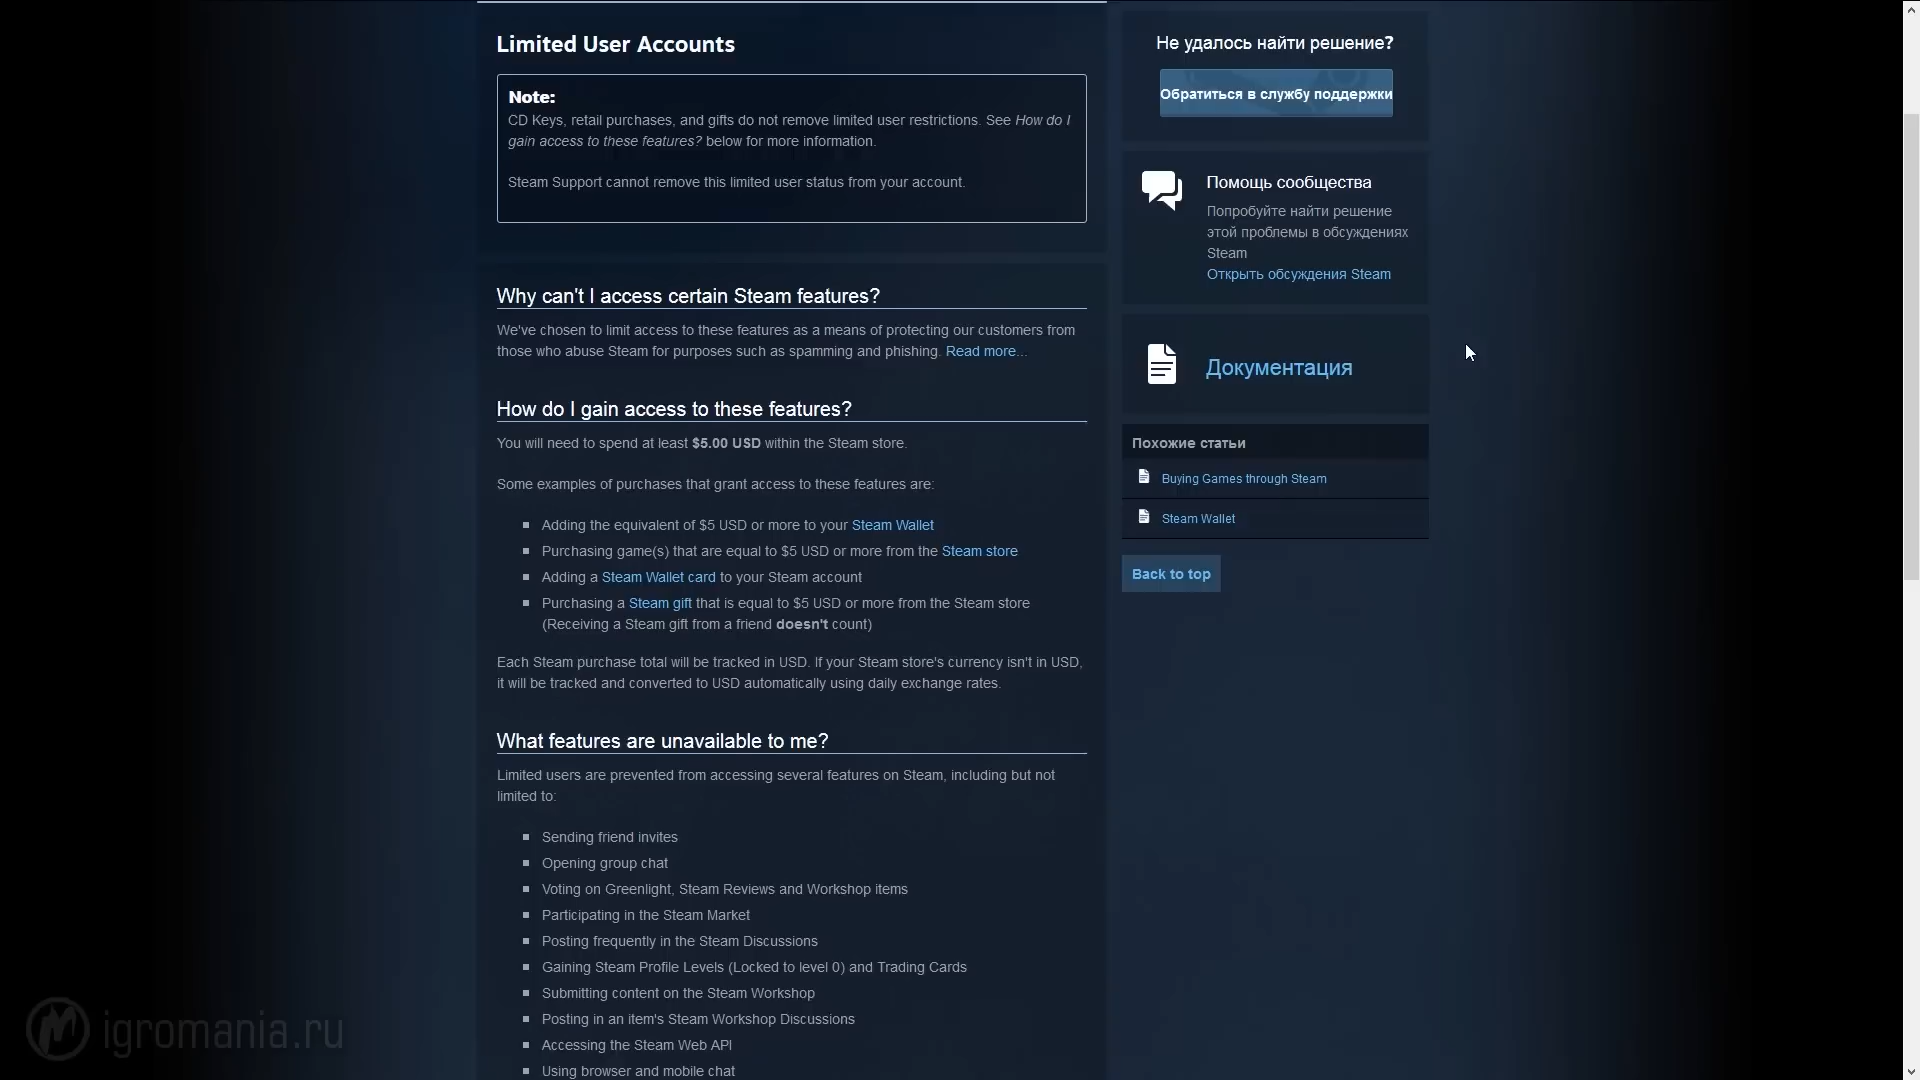 Limited User Accounts
Note:
CD Keys, retail purchases, and gifts do not remove limited user restrictions. See How do I
gain access to these features? below for more information.
Steam Support cannot remove this limited user status from your account.
Why can't I access certain Steam features?
We've chosen to limit access to these features as a means of protecting our customers from
those who abuse Steam for purposes such as spamming and phishing. Read more...
How do I gain access to these features?
You will need to spend at least $5.00 USD within the Steam store.
Some examples of purchases that grant access to these features are:
Adding the equivalent of $5 USD or more to your Steam Wallet
Purchasing game(s) that are equal to $5 USD or more from the Steam store
Adding a Steam Wallet card to your Steam account
Purchasing a Steam gift that is equal to $5 USD or more from the Steam store
(Receiving a Steam gift from a friend doesn't count)
Each Steam purchase total will be tracked in USD. If your Steam store's currency isn't in USD,
it will be tracked and converted to USD automatically using daily exchange rates.
What features are unavailable to me?
Limited users are prevented from accessing several features on Steam, including but not
limited to:
Sending friend invites
Opening group chat
Voting on Greenlight, Steam Reviews and Workshop items
Participating in the Steam Market
Posting frequently in the Steam Discussions
Gaining Steam Profile Levels (Locked to level 0) and Trading Cards
Submitting content on the Steam Workshop
Posting in an item's Steam Workshop Discussions
Accessing the Steam Web API
Using browser and mobile chat
Не удалось найти решение?
Обратиться в службу поддержки
Помощь сообщества
Попробуйте найти решение
этой проблемы в обсуждениях
Steam
Открыть обсуждения Steam
Документация
Похожие статьи
Buying Games through Steam
Steam Wallet
Back to top
igromania.ru